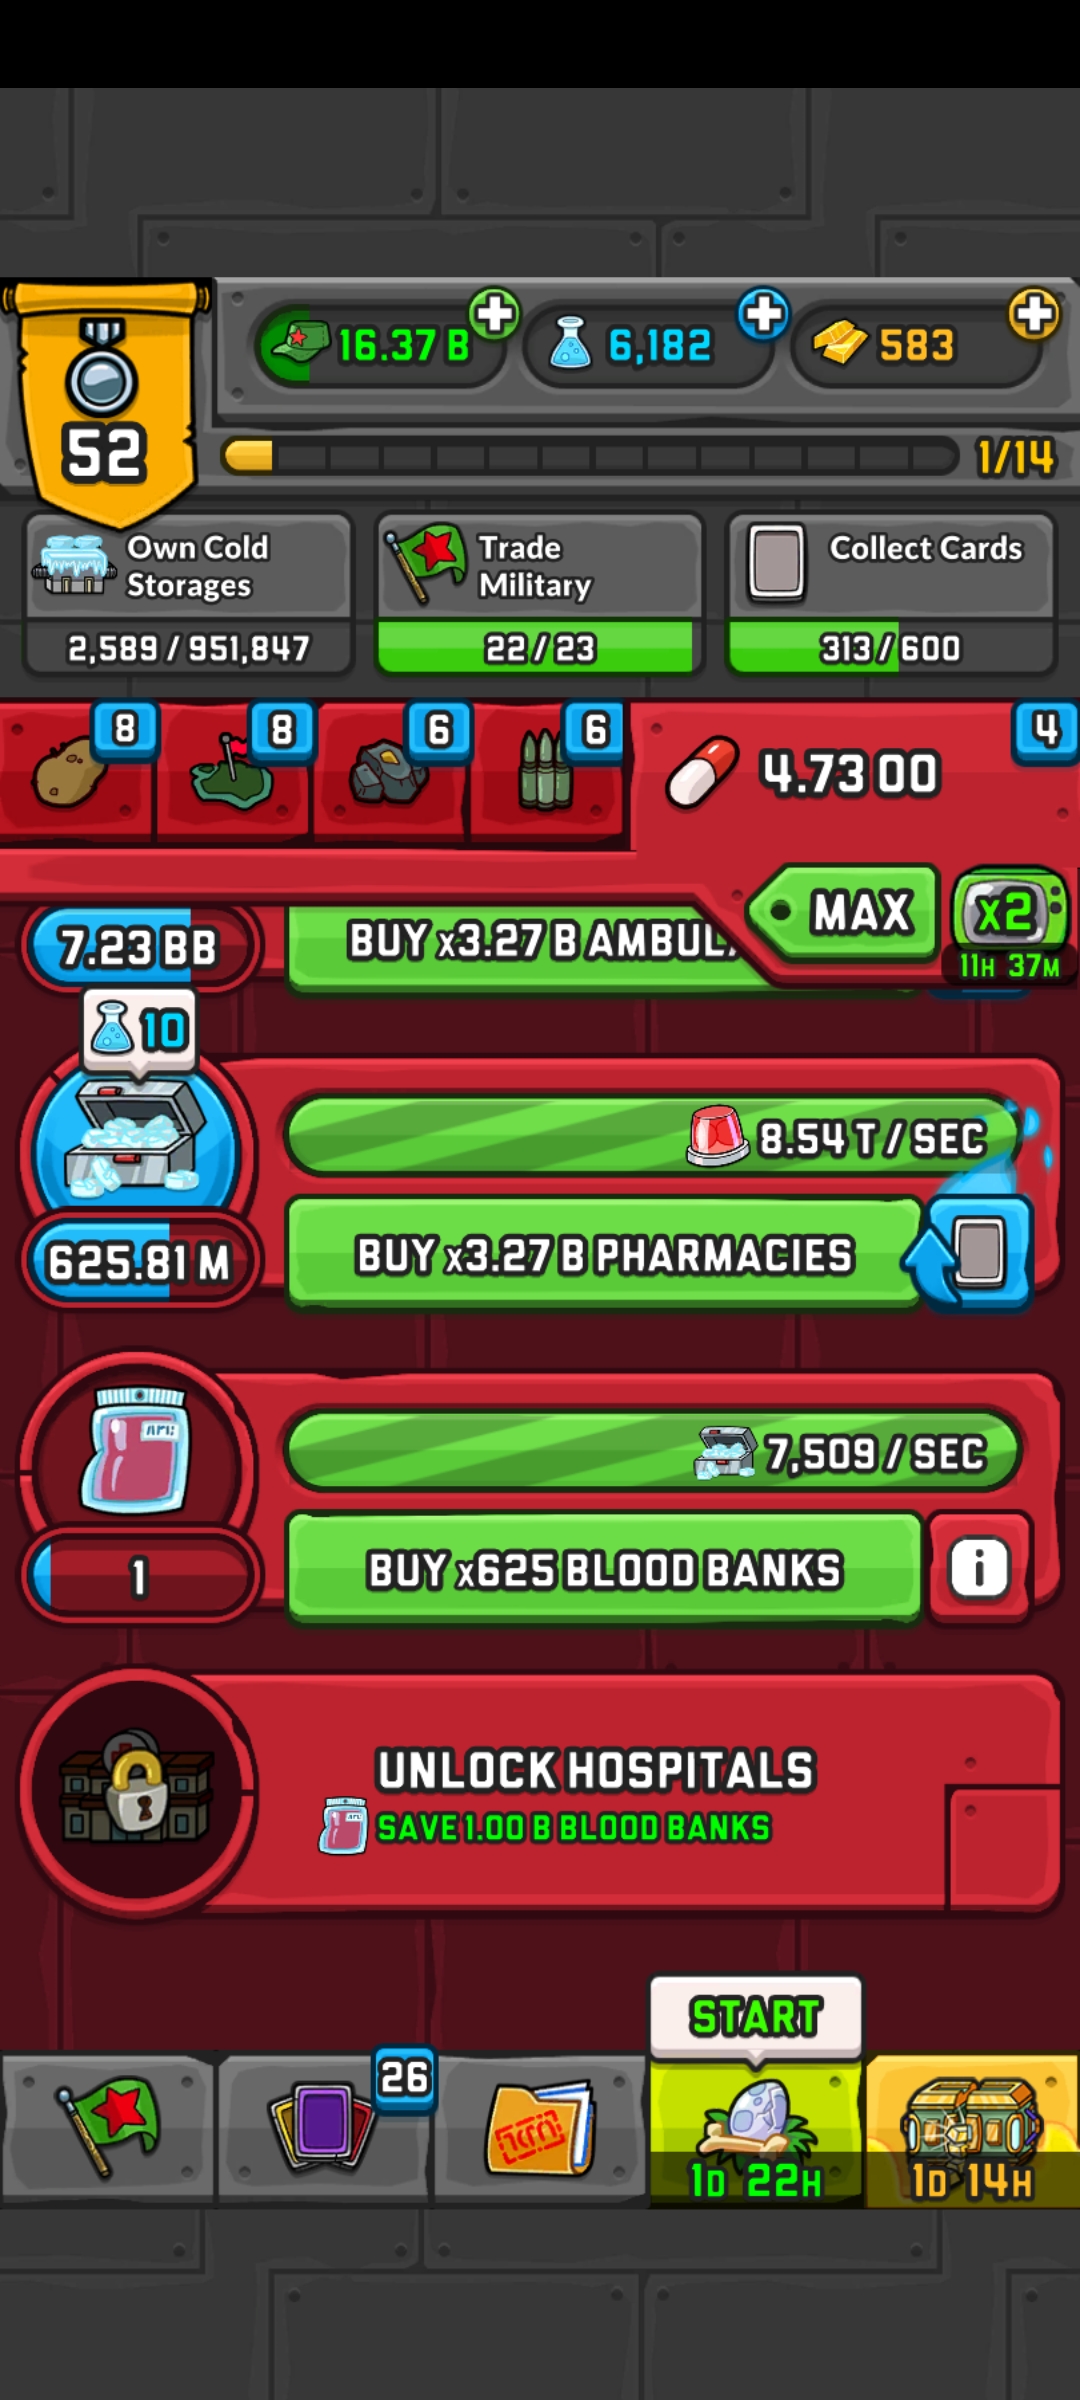 16.37 B
6,182
583
52
1/14
Own Cold
Storages
2,589 / 951,847
Trade
Military
22 / 23
Collect Cards
313 / 600
8
8
6
6
4.73 OO
4
MAX
x2
11H 37M
7.23 BB
BUY x3.27 B AMBUL
10
8.54 T / SEC
625.81 M
BUY x3.27 B PHARMACIES
7,509 / SEC
1
BUY x625 BLOOD BANKS
i
UNLOCK HOSPITALS
SAVE 1.00 B BLOOD BANKS
START
26
1D 22H
1D 14H